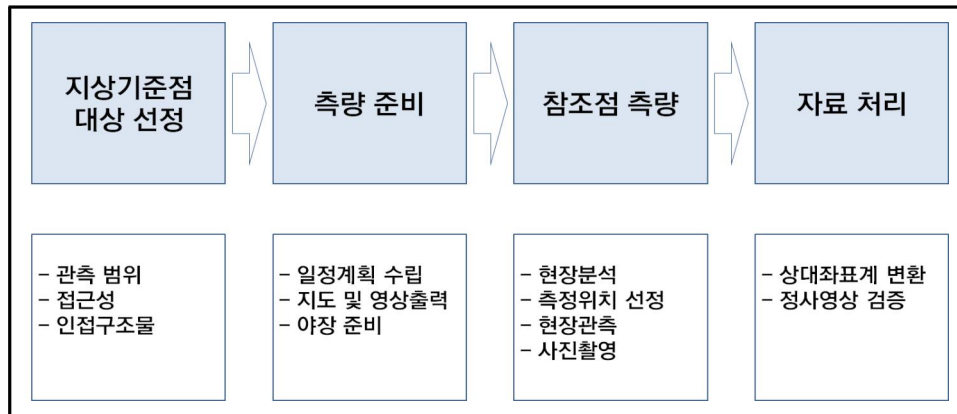 지상기준점
대상 선정
측량 준비
참조점 측량
자료 처리
– 관측 범위
– 접근성
– 인접구조물
– 일정계획 수립
– 지도 및 영상출력
– 야장 준비
– 현장분석
– 측정위치 선정
– 현장관측
– 사진촬영
– 상대좌표계 변환
– 정사영상 검증